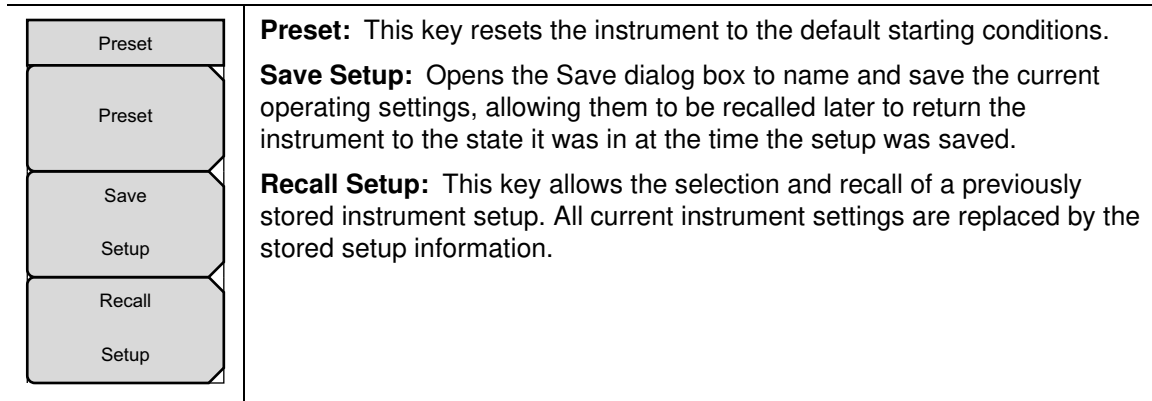 Preset
Preset
Save
Setup
Recall
Setup
Preset: This key resets the instrument to the default starting conditions.
Save Setup: Opens the Save dialog box to name and save the current
operating settings, allowing them to be recalled later to return the
instrument to the state it was in at the time the setup was saved.
Recall Setup: This key allows the selection and recall of a previously
stored instrument setup. All current instrument settings are replaced by the
stored setup information.